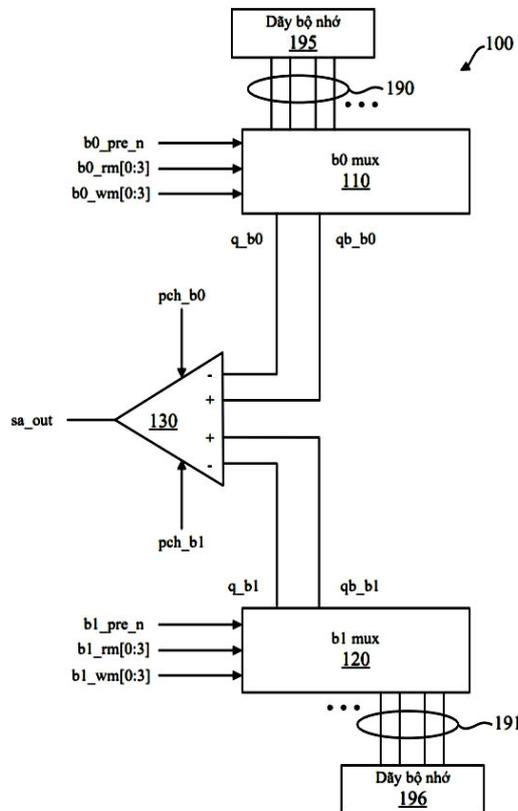 Dãy bộ nhớ
195
100
190
b0_pre_n
b0_rm[0:3]
b0_wm[0:3]
b0 mux
110
q_b0
qb_b0
pch_b0
-
+
130
sa_out
+
-
pch_b1
q_b1
qb_b1
b1_pre_n
b1_rm[0:3]
b1_wm[0:3]
b1 mux
120
191
Dãy bộ nhớ
196